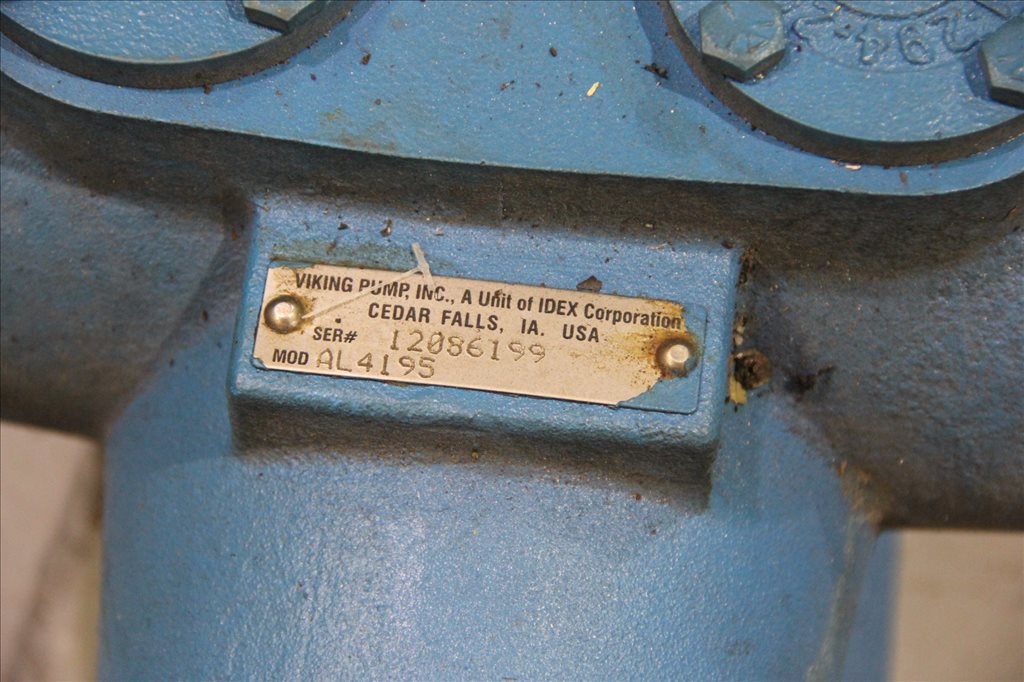 VIKING PUMP, INC., A Unit of IDEX Corporation
CEDAR FALLS, IA. USA
SER# 12086199
MOD AL4195